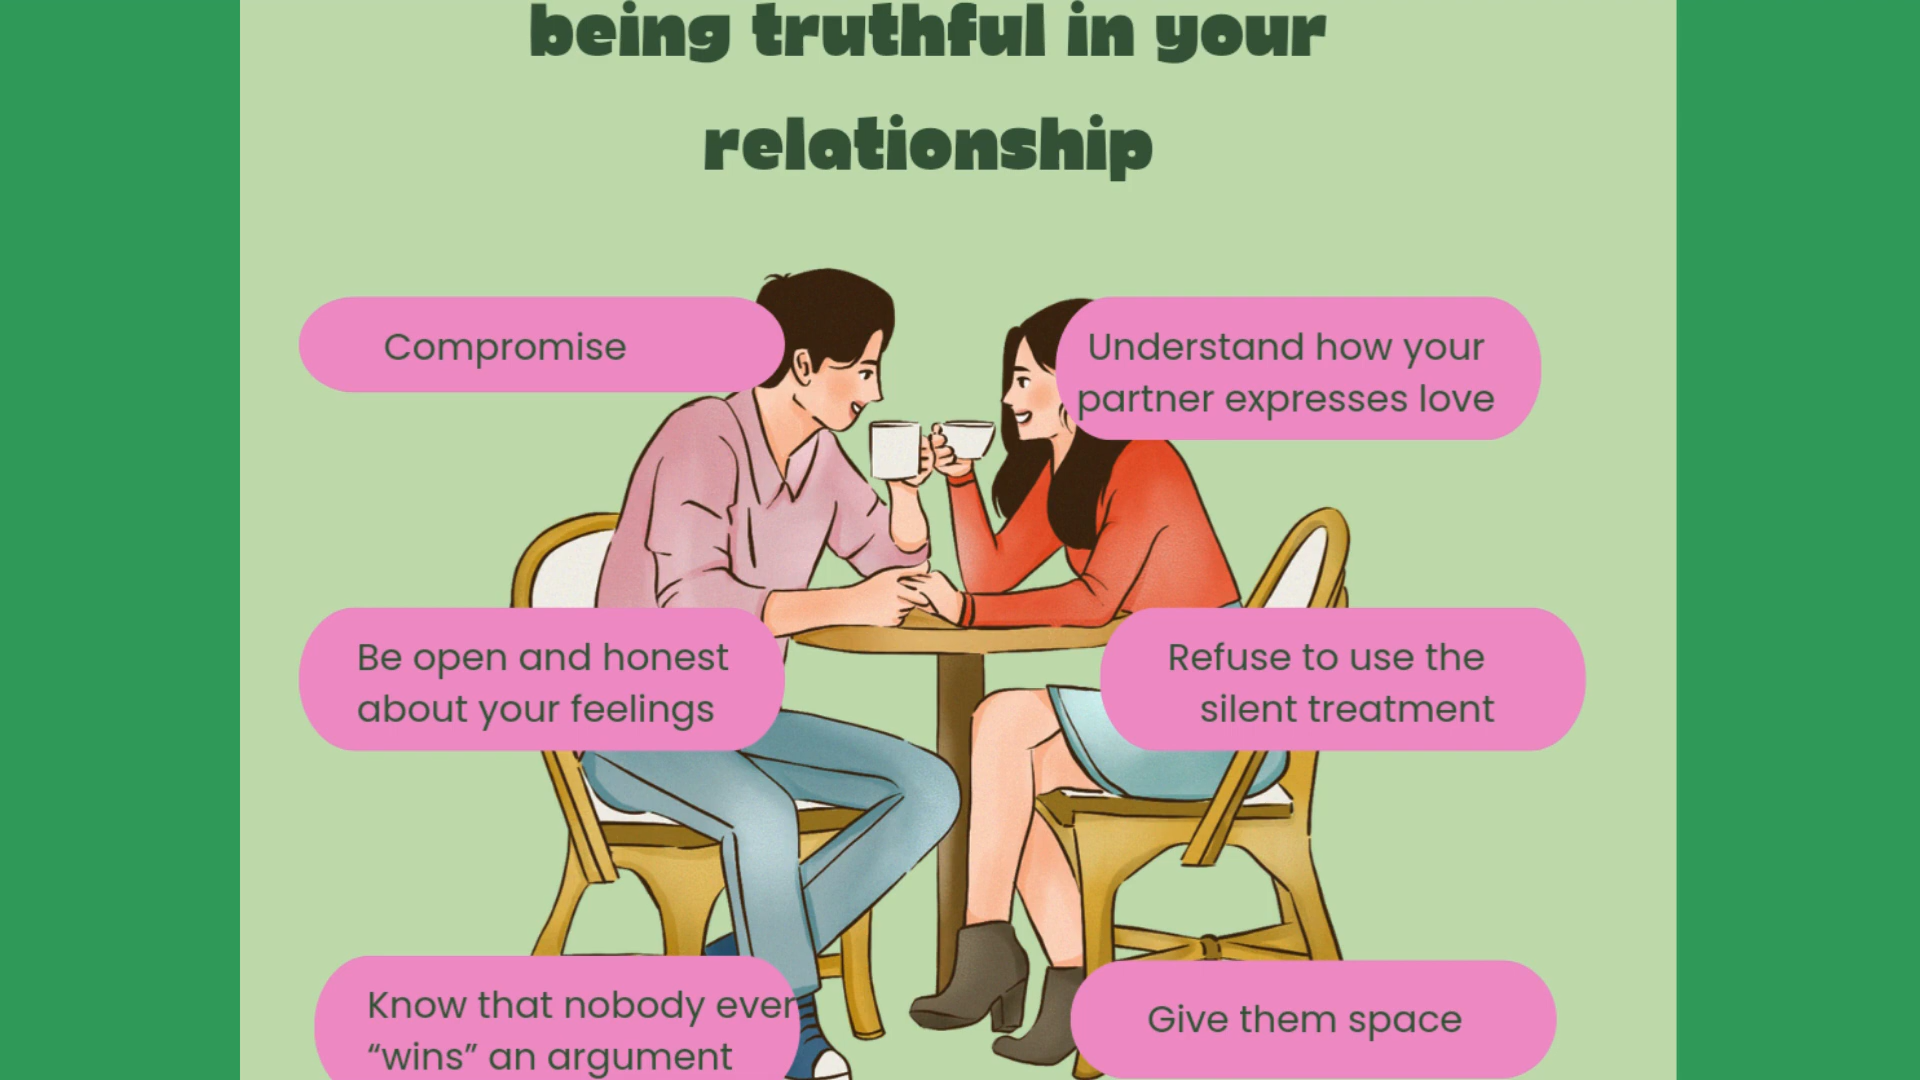 being truthful in your
relationship
Compromise
Understand how your
partner expresses love
Be open and honest
about your feelings
Refuse to use the
silent treatment
Know that nobody ever
“wins” an argument
Give them space